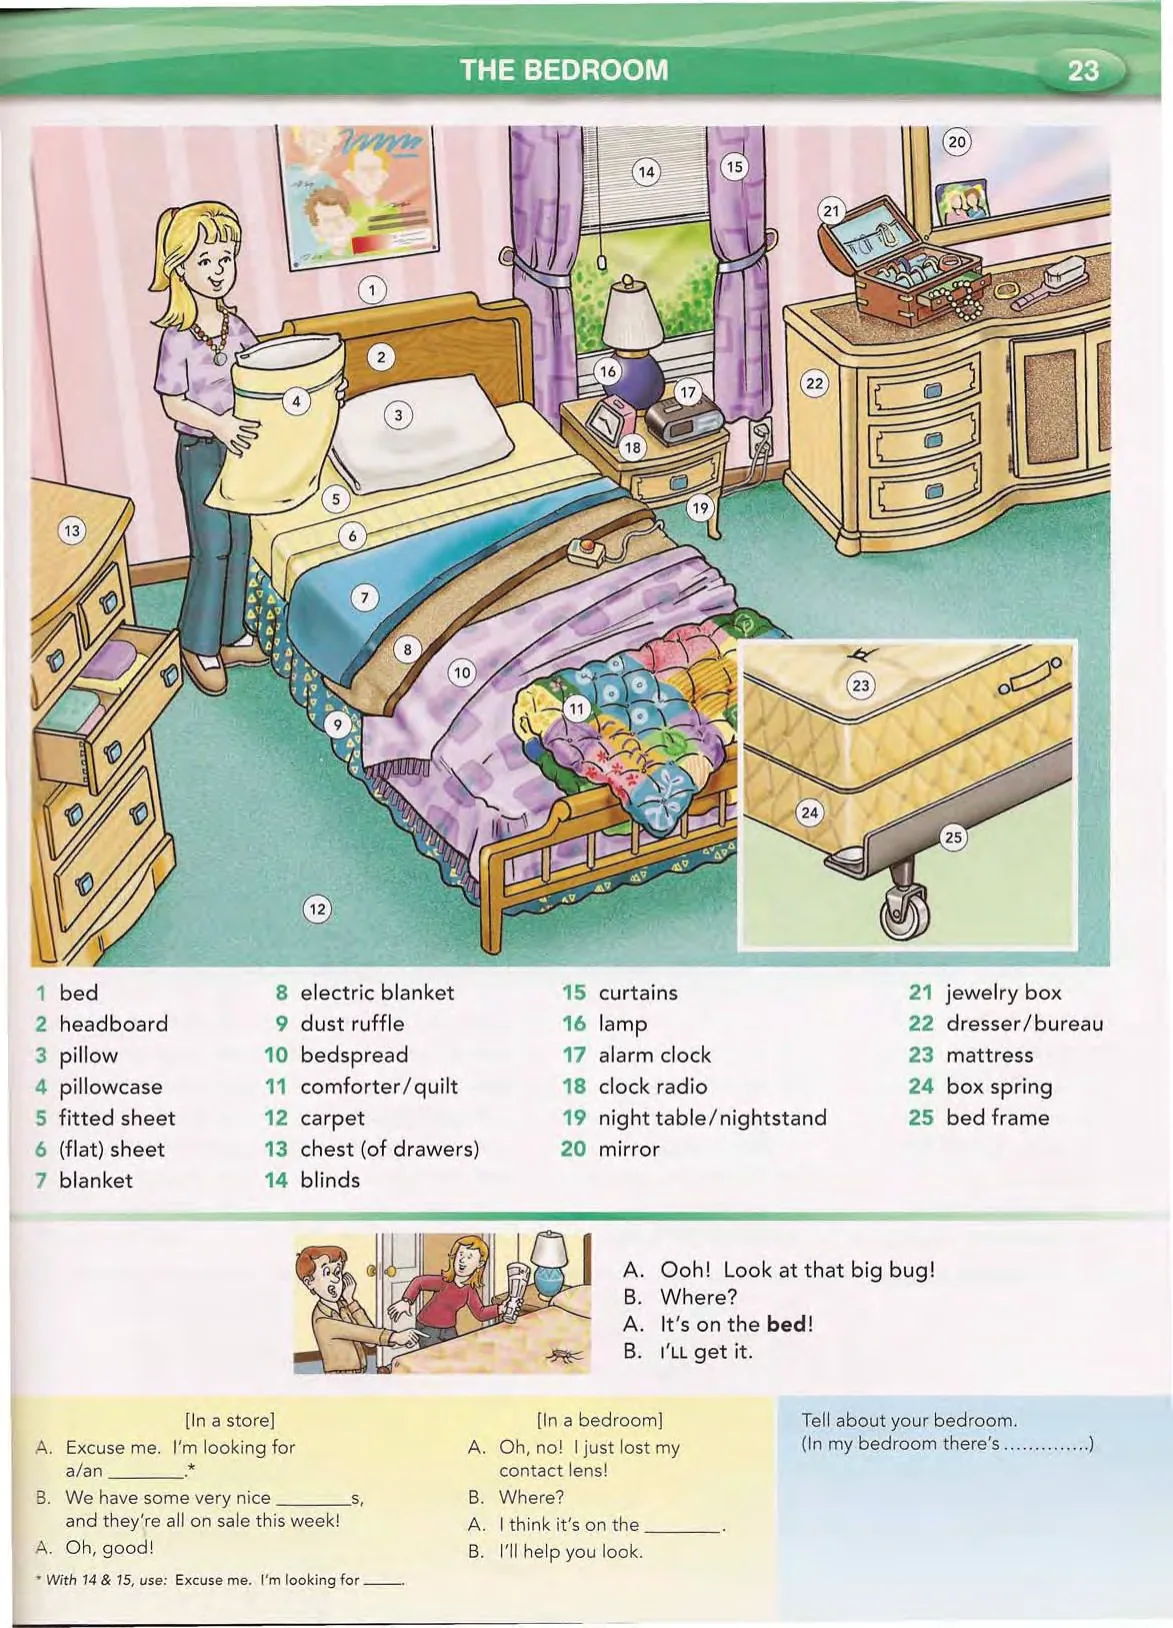 THE BEDROOM
23
20
14
15
21
1
2
16
17
22
4
3
18
5
19
13
6
7
8
10
23
11
9
24
25
12
1 bed
2 headboard
3 pillow
4 pillowcase
5 fitted sheet
6 (flat) sheet
7 blanket
8 electric blanket
9 dust ruffle
10 bedspread
11 comforter/quilt
12 carpet
13 chest (of drawers)
14 blinds
15 curtains
16 lamp
17 alarm clock
18 clock radio
19 night table/nightstand
20 mirror
21 jewelry box
22 dresser/bureau
23 mattress
24 box spring
25 bed frame
A. Ooh! Look at that big bug!
B. Where?
A. It's on the bed!
B. I'LL get it.
[In a store]
A. Excuse me. I'm looking for
a/an _______.*
B. We have some very nice _______s,
and they're all on sale this week!
A. Oh, good!
* With 14 & 15, use: Excuse me. I'm looking for ____.
[In a bedroom]
A. Oh, no! I just lost my
contact lens!
B. Where?
A. I think it's on the _______.
B. I'll help you look.
Tell about your bedroom.
(In my bedroom there's ..............)